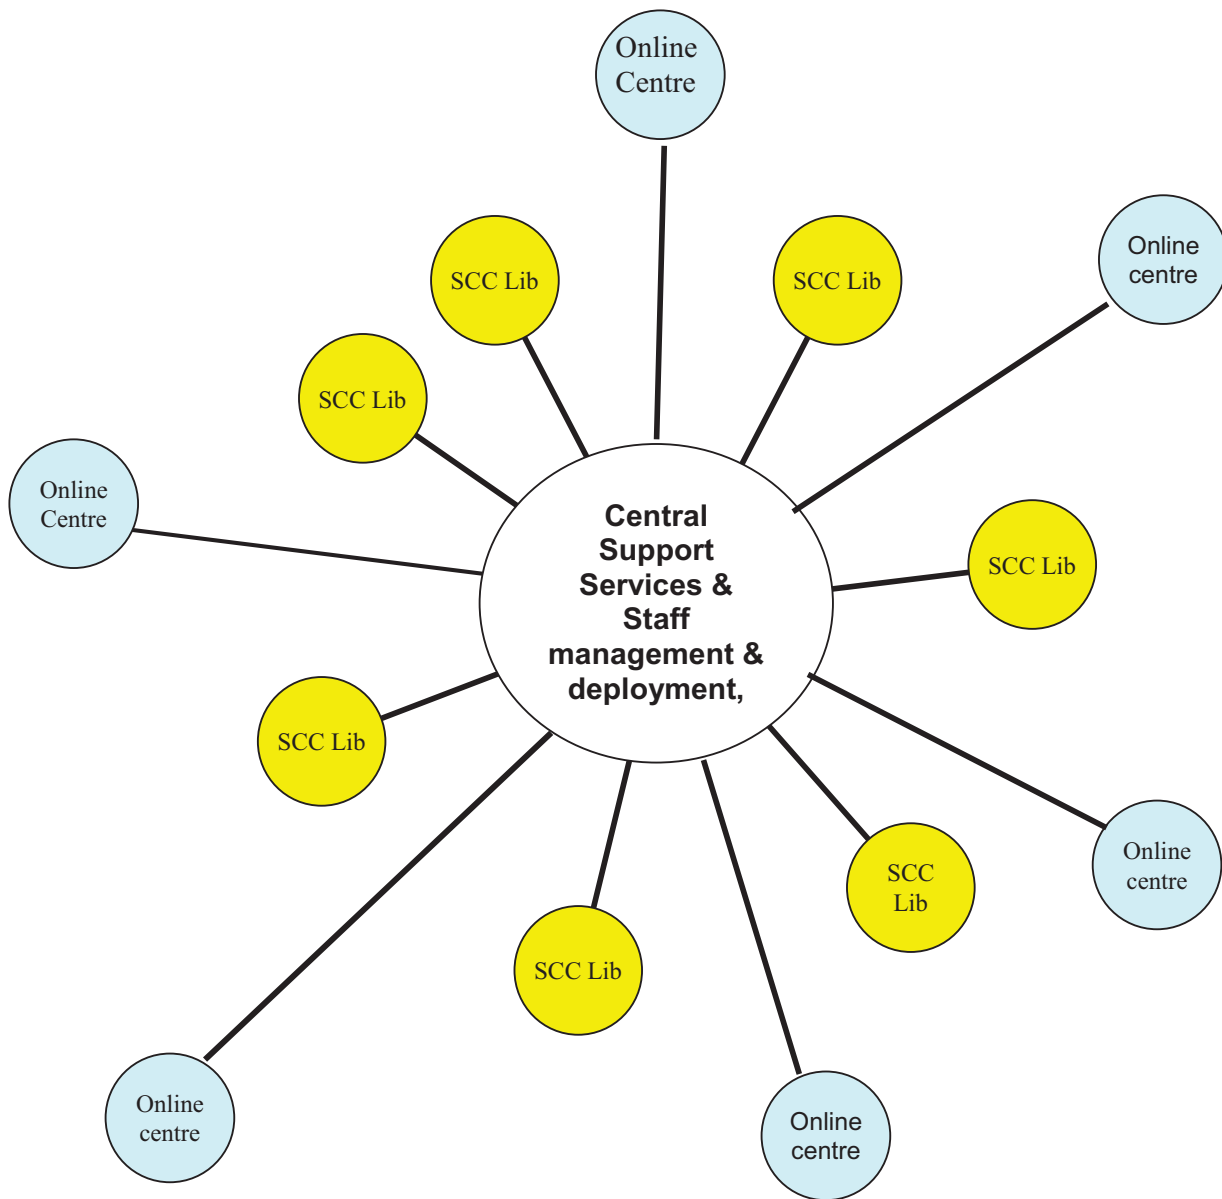 Online
Centre
Online
centre
SCC Lib
SCC Lib
SCC Lib
Online
Centre
Central
Support
Services &
Staff
management &
deployment,
SCC Lib
SCC Lib
Online
centre
SCC
Lib
SCC Lib
Online
centre
Online
centre